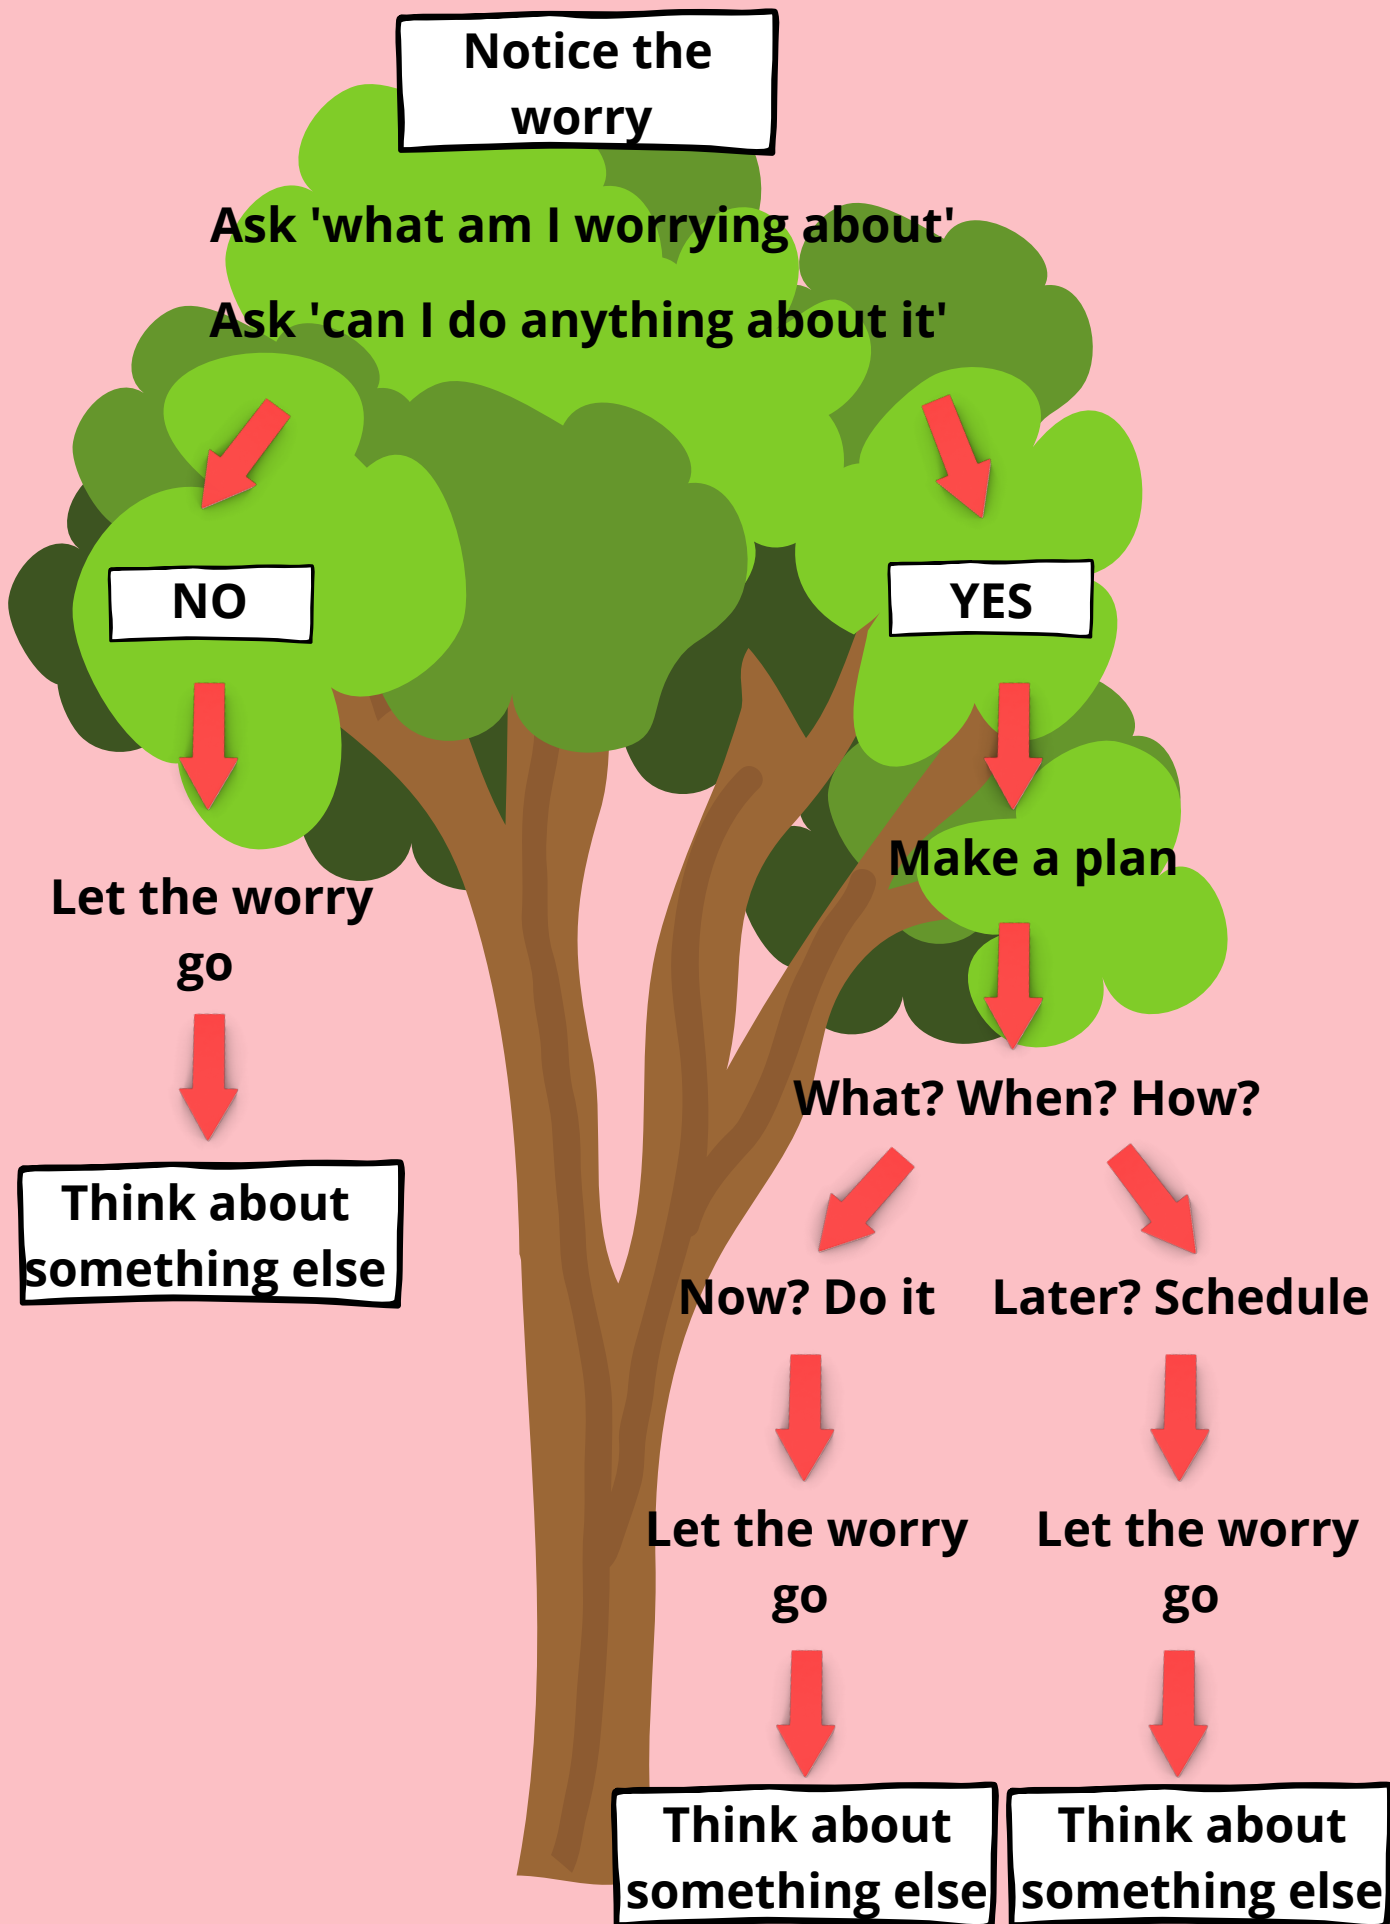 Notice the
worry
Ask 'what am I worrying about'
Ask 'can I do anything about it'
NO
YES
Let the worry
go
Think about
something else
Make a plan
What? When? How?
Now? Do it
Later? Schedule
Let the worry
go
Let the worry
go
Think about
something else
Think about
something else